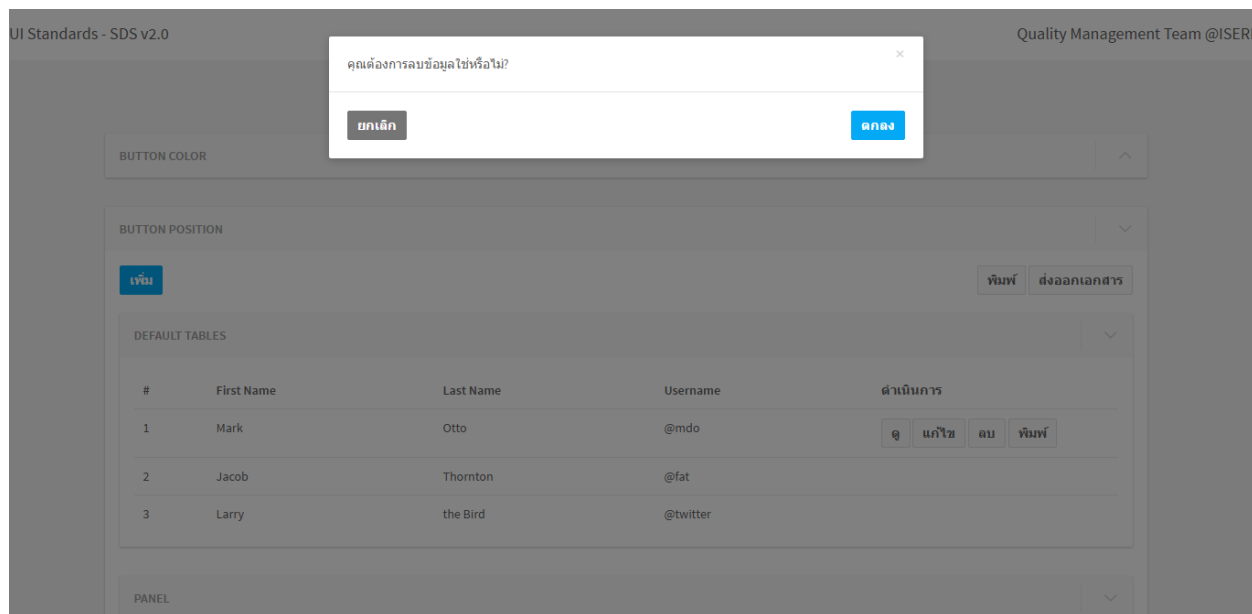 UI Standards - SDS v2.0
Quality Management Team @ISER
คุณต้องการลบข้อมูลใช่หรือไม่?
×
ยกเลิก
ตกลง
BUTTON COLOR
BUTTON POSITION
เพิ่ม
พิมพ์ ส่งออกเอกสาร
DEFAULT TABLES
# First Name Last Name Username ดำเนินการ
1 Mark Otto @mdo ดู แก้ไข ลบ พิมพ์
2 Jacob Thornton @fat
3 Larry the Bird @twitter
PANEL